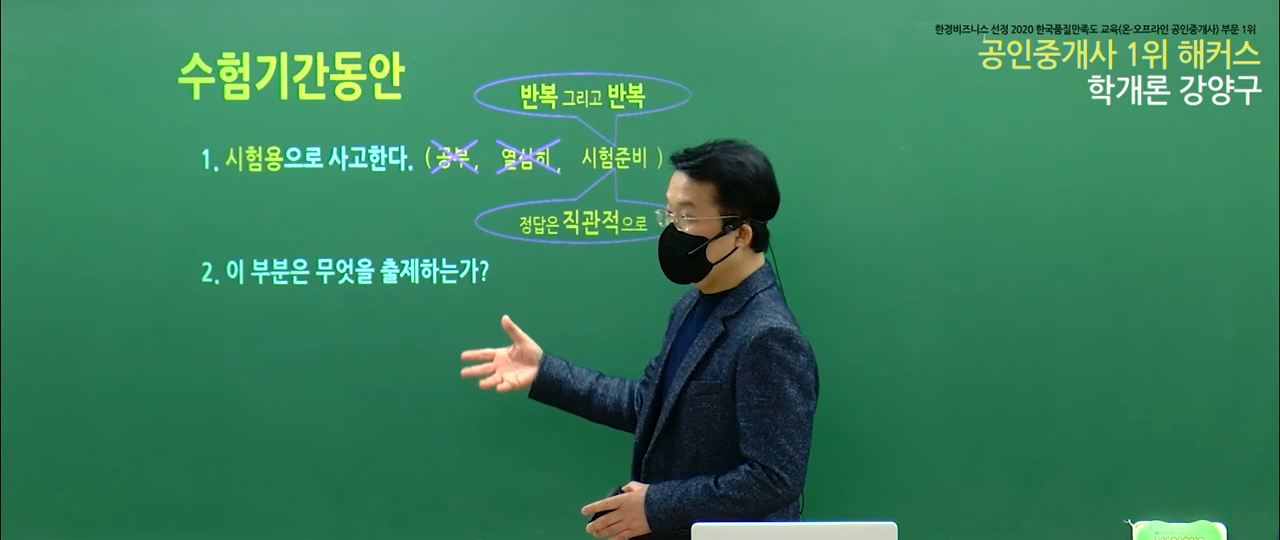 한경비즈니스 선정 2020 한국품질만족도 교육(온·오프라인 공인중개사) 부문 1위
공인중개사 1위 해커스
학개론 강양구
수험기간동안
반복 그리고 반복
1. 시험용으로 사고한다. (공부, 열심히, 시험준비 )
정답은 직관적으로
2. 이 부분은 무엇을 출제하는가?